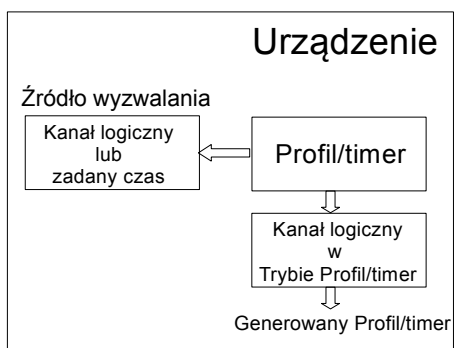 Urządzenie
Źródło wyzwalania
Kanał logiczny
lub
zadany czas
Profil/timer
Kanał logiczny
w
Trybie Profil/timer
Generowany Profil/timer